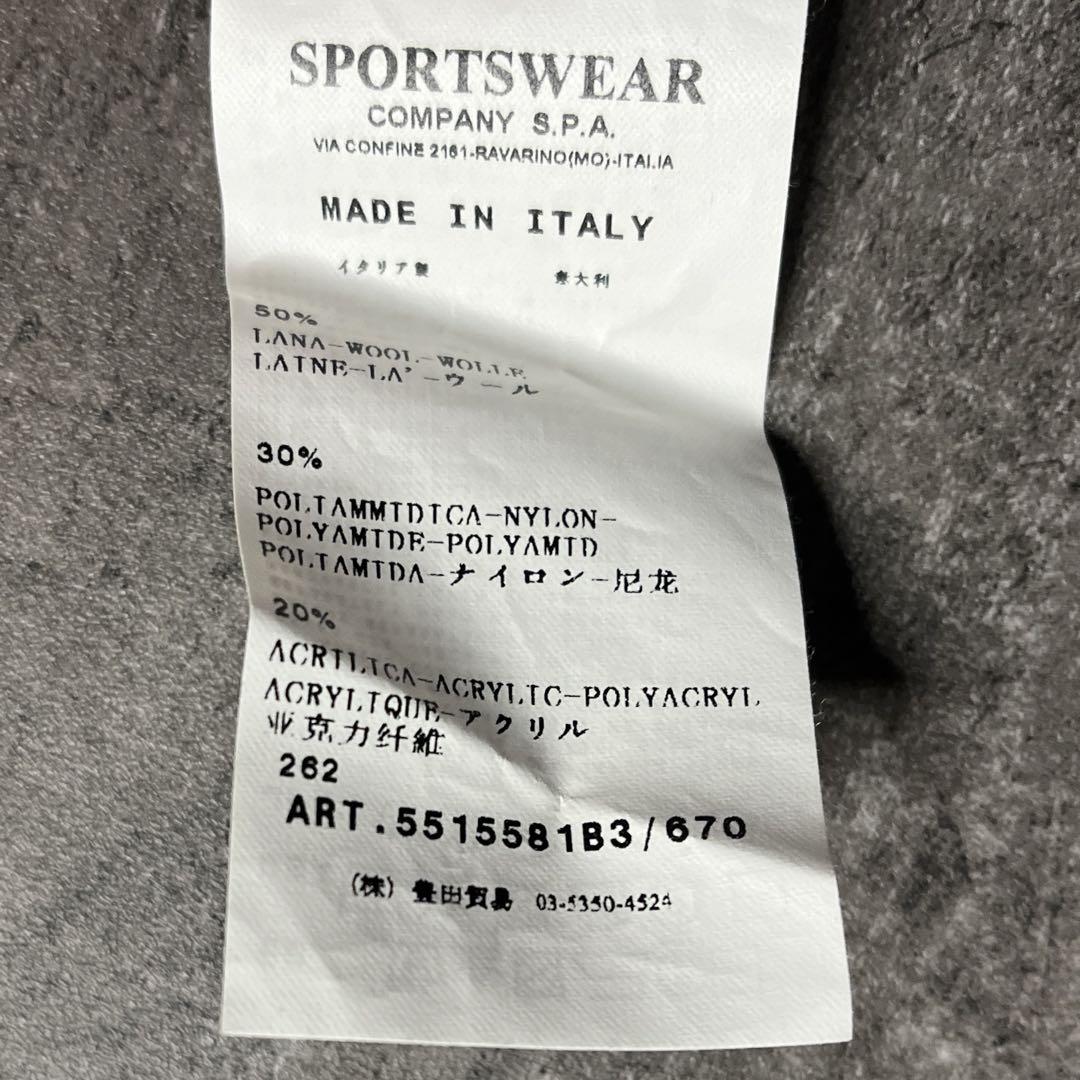 SPORTSWEAR
COMPANY S.P.A.
VIA CONFINE 2161-RAVARINO(MO)-ITALIA
MADE IN ITALY
イタリア製 意大利
50%
LANA-WOOL-WOLLE
LAINE-LA'-ウール
30%
POLIAMMIDICA-NYLON-
POLYAMIDE-POLYAMID
POLIAMIDA-ナイロン-尼龙
20%
ACRILICA-ACRYLIC-POLYACRYL
ACRYLIQUE-アクリル
亚克力纤維
262
ART.5515581B3/670
(株) 豊田貿易 03-5350-4524